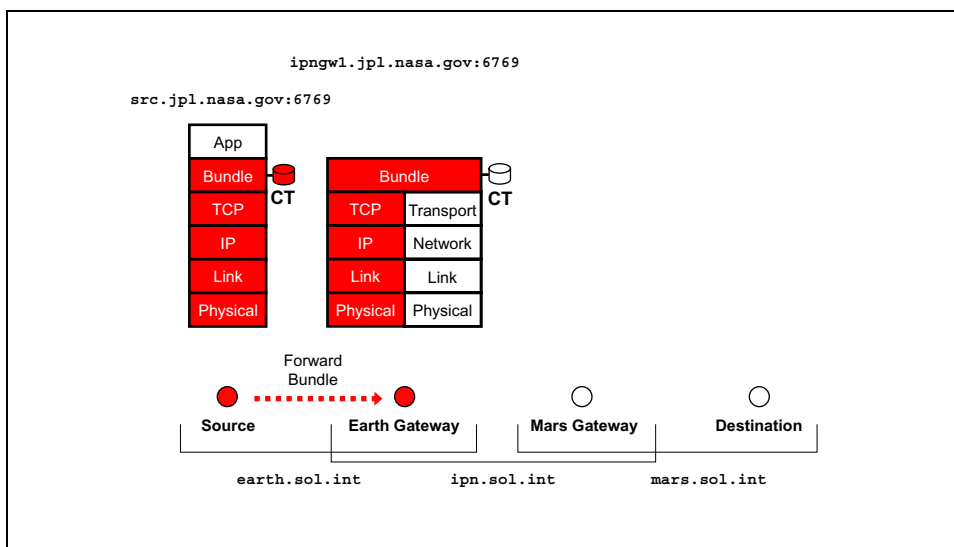 ipngw1.jpl.nasa.gov:6769
src.jpl.nasa.gov:6769
App
Bundle
CT
TCP
IP
Link
Physical
Bundle
CT
TCP Transport
IP Network
Link Link
Physical Physical
Forward
Bundle
Source Earth Gateway Mars Gateway Destination
earth.sol.int ipn.sol.int mars.sol.int